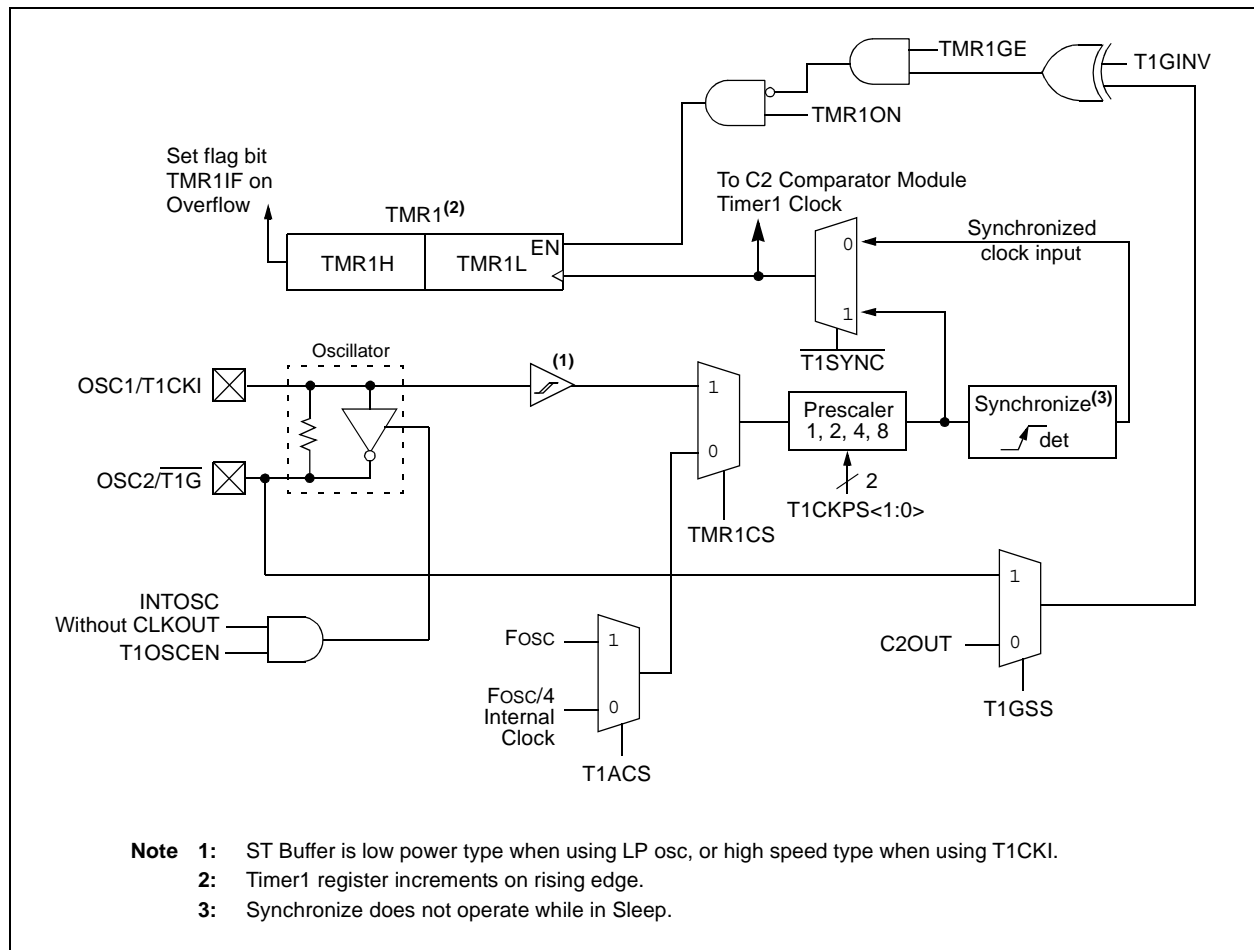 TMR1GE
T1GINV
TMR1ON
Set flag bit
TMR1IF on
Overflow
To C2 Comparator Module
Timer1 Clock
TMR1(2)
EN
TMR1H
TMR1L
0
1
Synchronized
clock input
T1SYNC
Oscillator
(1)
OSC1/T1CKI
OSC2/T1G
1
0
TMR1CS
Prescaler
1, 2, 4, 8
2
T1CKPS<1:0>
Synchronize(3)
det
INTOSC
Without CLKOUT
T1OSCEN
FOSC
1
FOSC/4
Internal
Clock
0
T1ACS
1
C2OUT
0
T1GSS
Note 1: ST Buffer is low power type when using LP osc, or high speed type when using T1CKI.
2: Timer1 register increments on rising edge.
3: Synchronize does not operate while in Sleep.